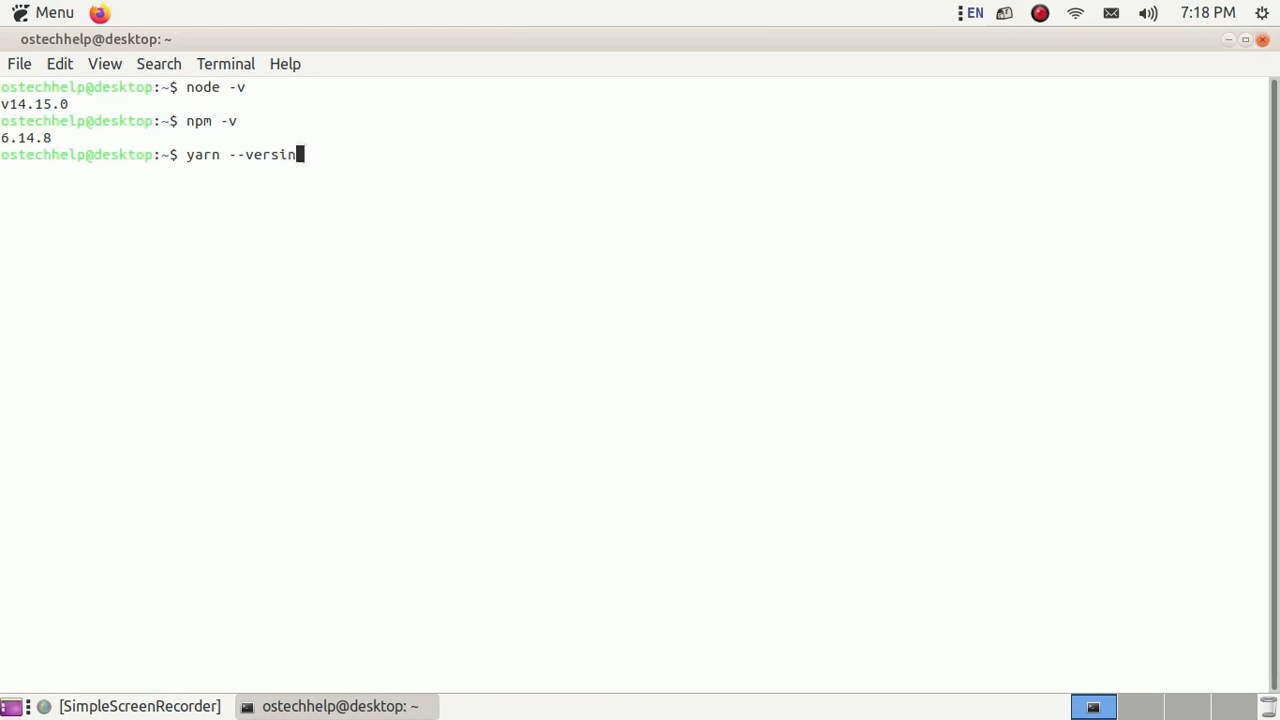 Menu
EN
7:18 PM
ostechhelp@desktop: ~
File Edit View Search Terminal Help
ostechhelp@desktop:~$ node -v
v14.15.0
ostechhelp@desktop:~$ npm -v
6.14.8
ostechhelp@desktop:~$ yarn --versin
[SimpleScreenRecorder]
ostechhelp@desktop: ~